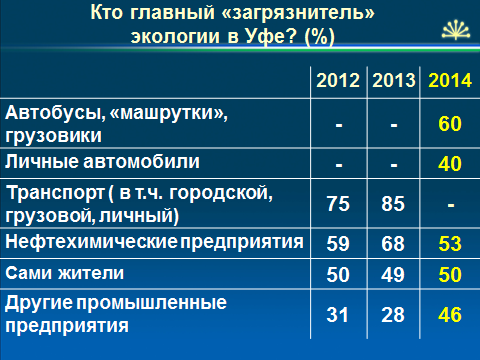 Кто главный «загрязнитель»
экологии в Уфе? (%)
2012 2013 2014
Автобусы, «машрутки»,
грузовики - - 60
Личные автомобили - - 40
Транспорт ( в т.ч. городской,
грузовой, личный) 75 85 -
Нефтехимические предприятия 59 68 53
Сами жители 50 49 50
Другие промышленные
предприятия 31 28 46